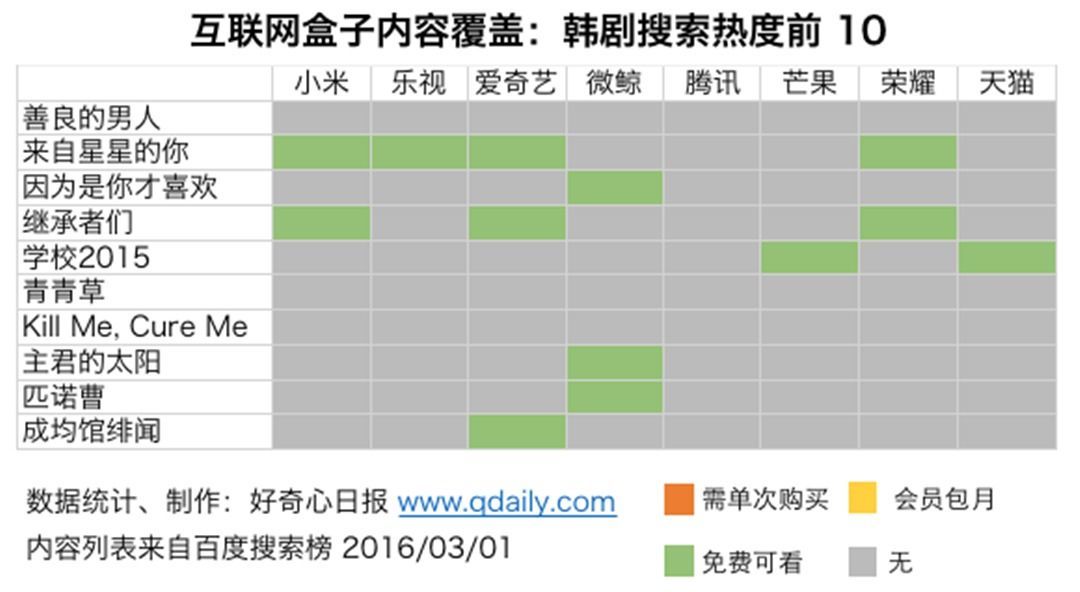 互联网盒子内容覆盖：韩剧搜索热度前 10
小米 乐视 爱奇艺 微鲸 腾讯 芒果 荣耀 天猫
善良的男人
来自星星的你
因为是你才喜欢
继承者们
学校2015
青青草
Kill Me, Cure Me
主君的太阳
匹诺曹
成均馆绯闻
数据统计、制作：好奇心日报 www.qdaily.com
内容列表来自百度搜索榜 2016/03/01
需单次购买 会员包月
免费可看 无